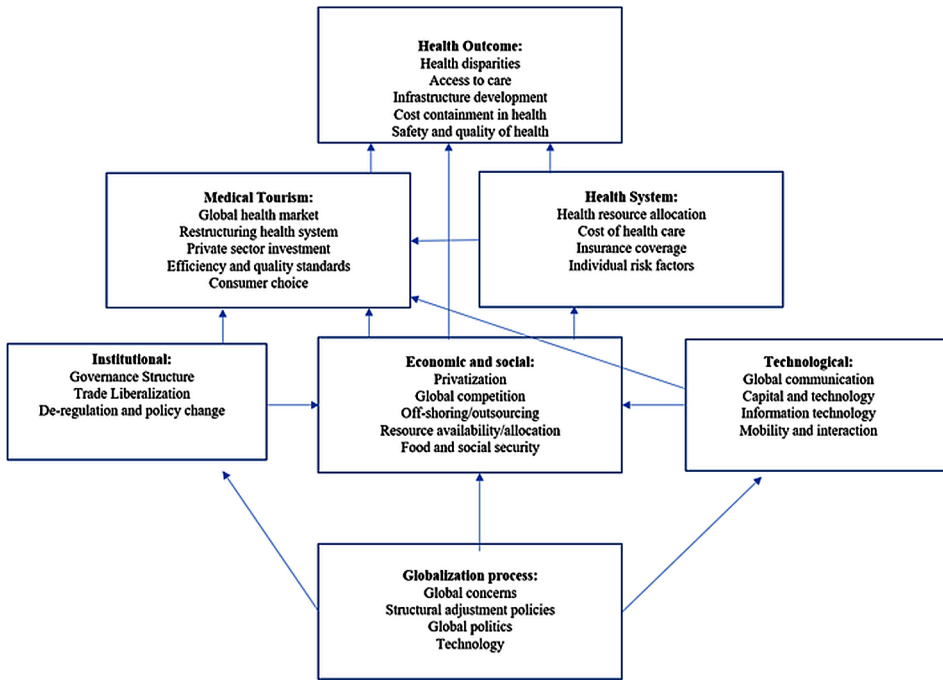 Health Outcome:
Health disparities
Access to care
Infrastructure development
Cost containment in health
Safety and quality of health
Medical Tourism:
Global health market
Restructuring health system
Private sector investment
Efficiency and quality standards
Consumer choice
Health System:
Health resource allocation
Cost of health care
Insurance coverage
Individual risk factors
Institutional:
Governance Structure
Trade Liberalization
De-regulation and policy change
Economic and social:
Privatization
Global competition
Off-shoring/outsourcing
Resource availability/allocation
Food and social security
Technological:
Global communication
Capital and technology
Information technology
Mobility and interaction
Globalization process:
Global concerns
Structural adjustment policies
Global politics
Technology